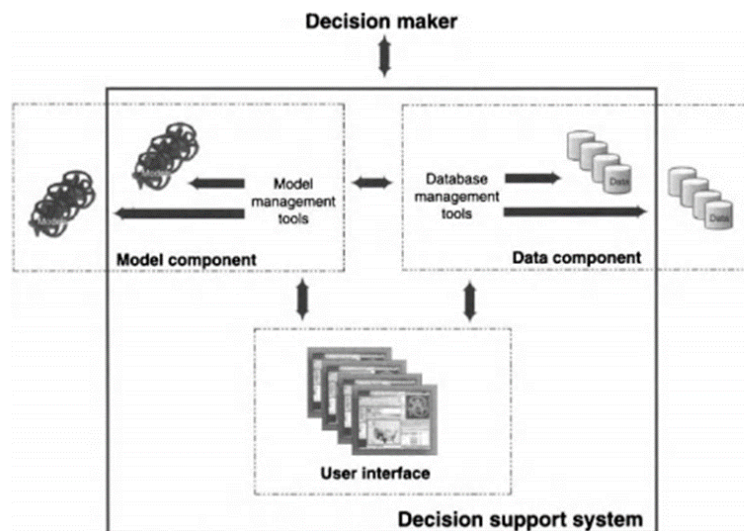 Decision maker
Model
management
tools
Database
management
tools
Data
Data
Model component
Data component
User interface
Decision support system